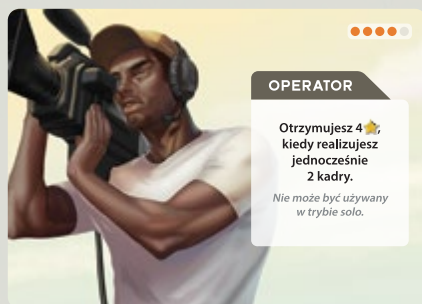 OPERATOR
Otrzymujesz 4⭐,
kiedy realizujesz
jednocześnie
2 kadry.
Nie może być używany
w trybie solo.